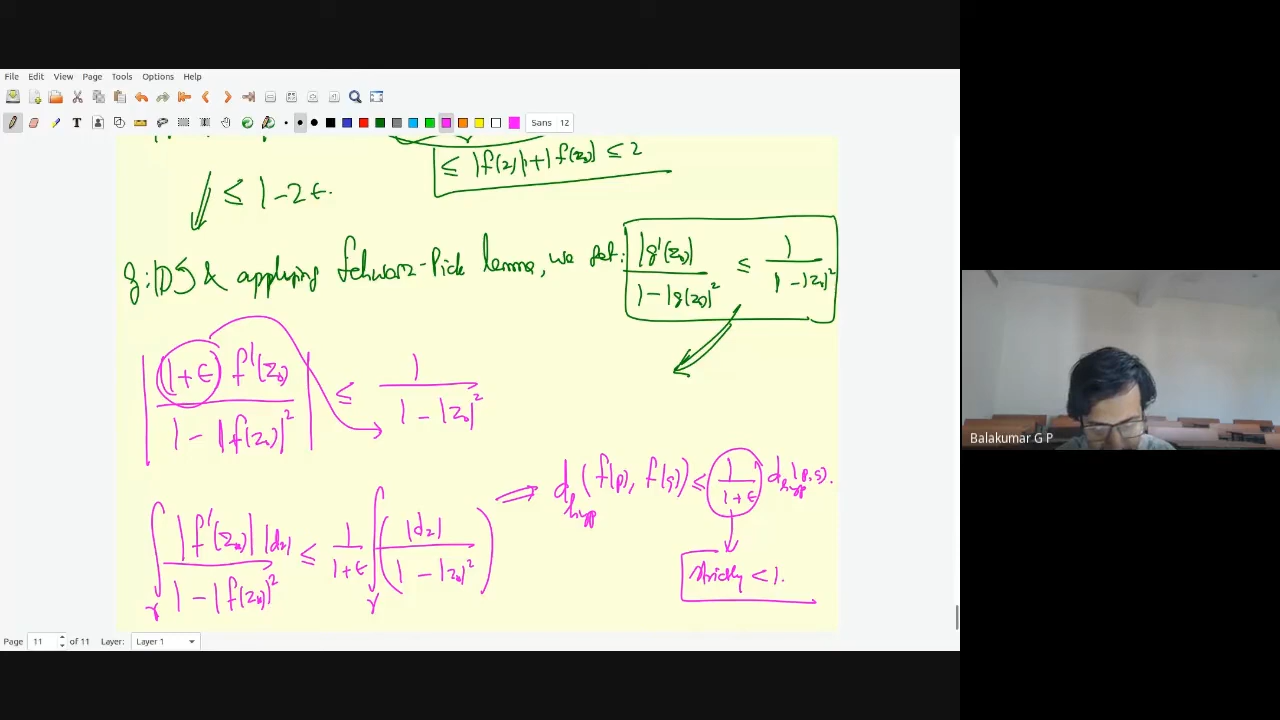 File Edit View Page Tools Options Help
Sans 12
≤ |f(z)|+|f(z₀)| ≤ 2
≤ 1-2ϵ.
g:𝔻↺ & applying Schwarz-Pick lemma, we get: |g'(z₀)| / 1-|g(z₀)|² ≤ 1 / 1-|z₀|²
|(1+ϵ) f'(z₀) / 1-|f(z₀)|²| ≤ 1 / 1-|z₀|²
Balakumar G P
∫_γ |f'(z₀)| |dz| / 1-|f(z₀)|² ≤ 1/1+ϵ ∫_γ (|dz| / 1-|z₀|²) ⇒ d_hyp(f(p), f(q)) ≤ 1/1+ϵ d_hyp(p,q).
strictly < 1.
Page 11 of 11 Layer: Layer 1